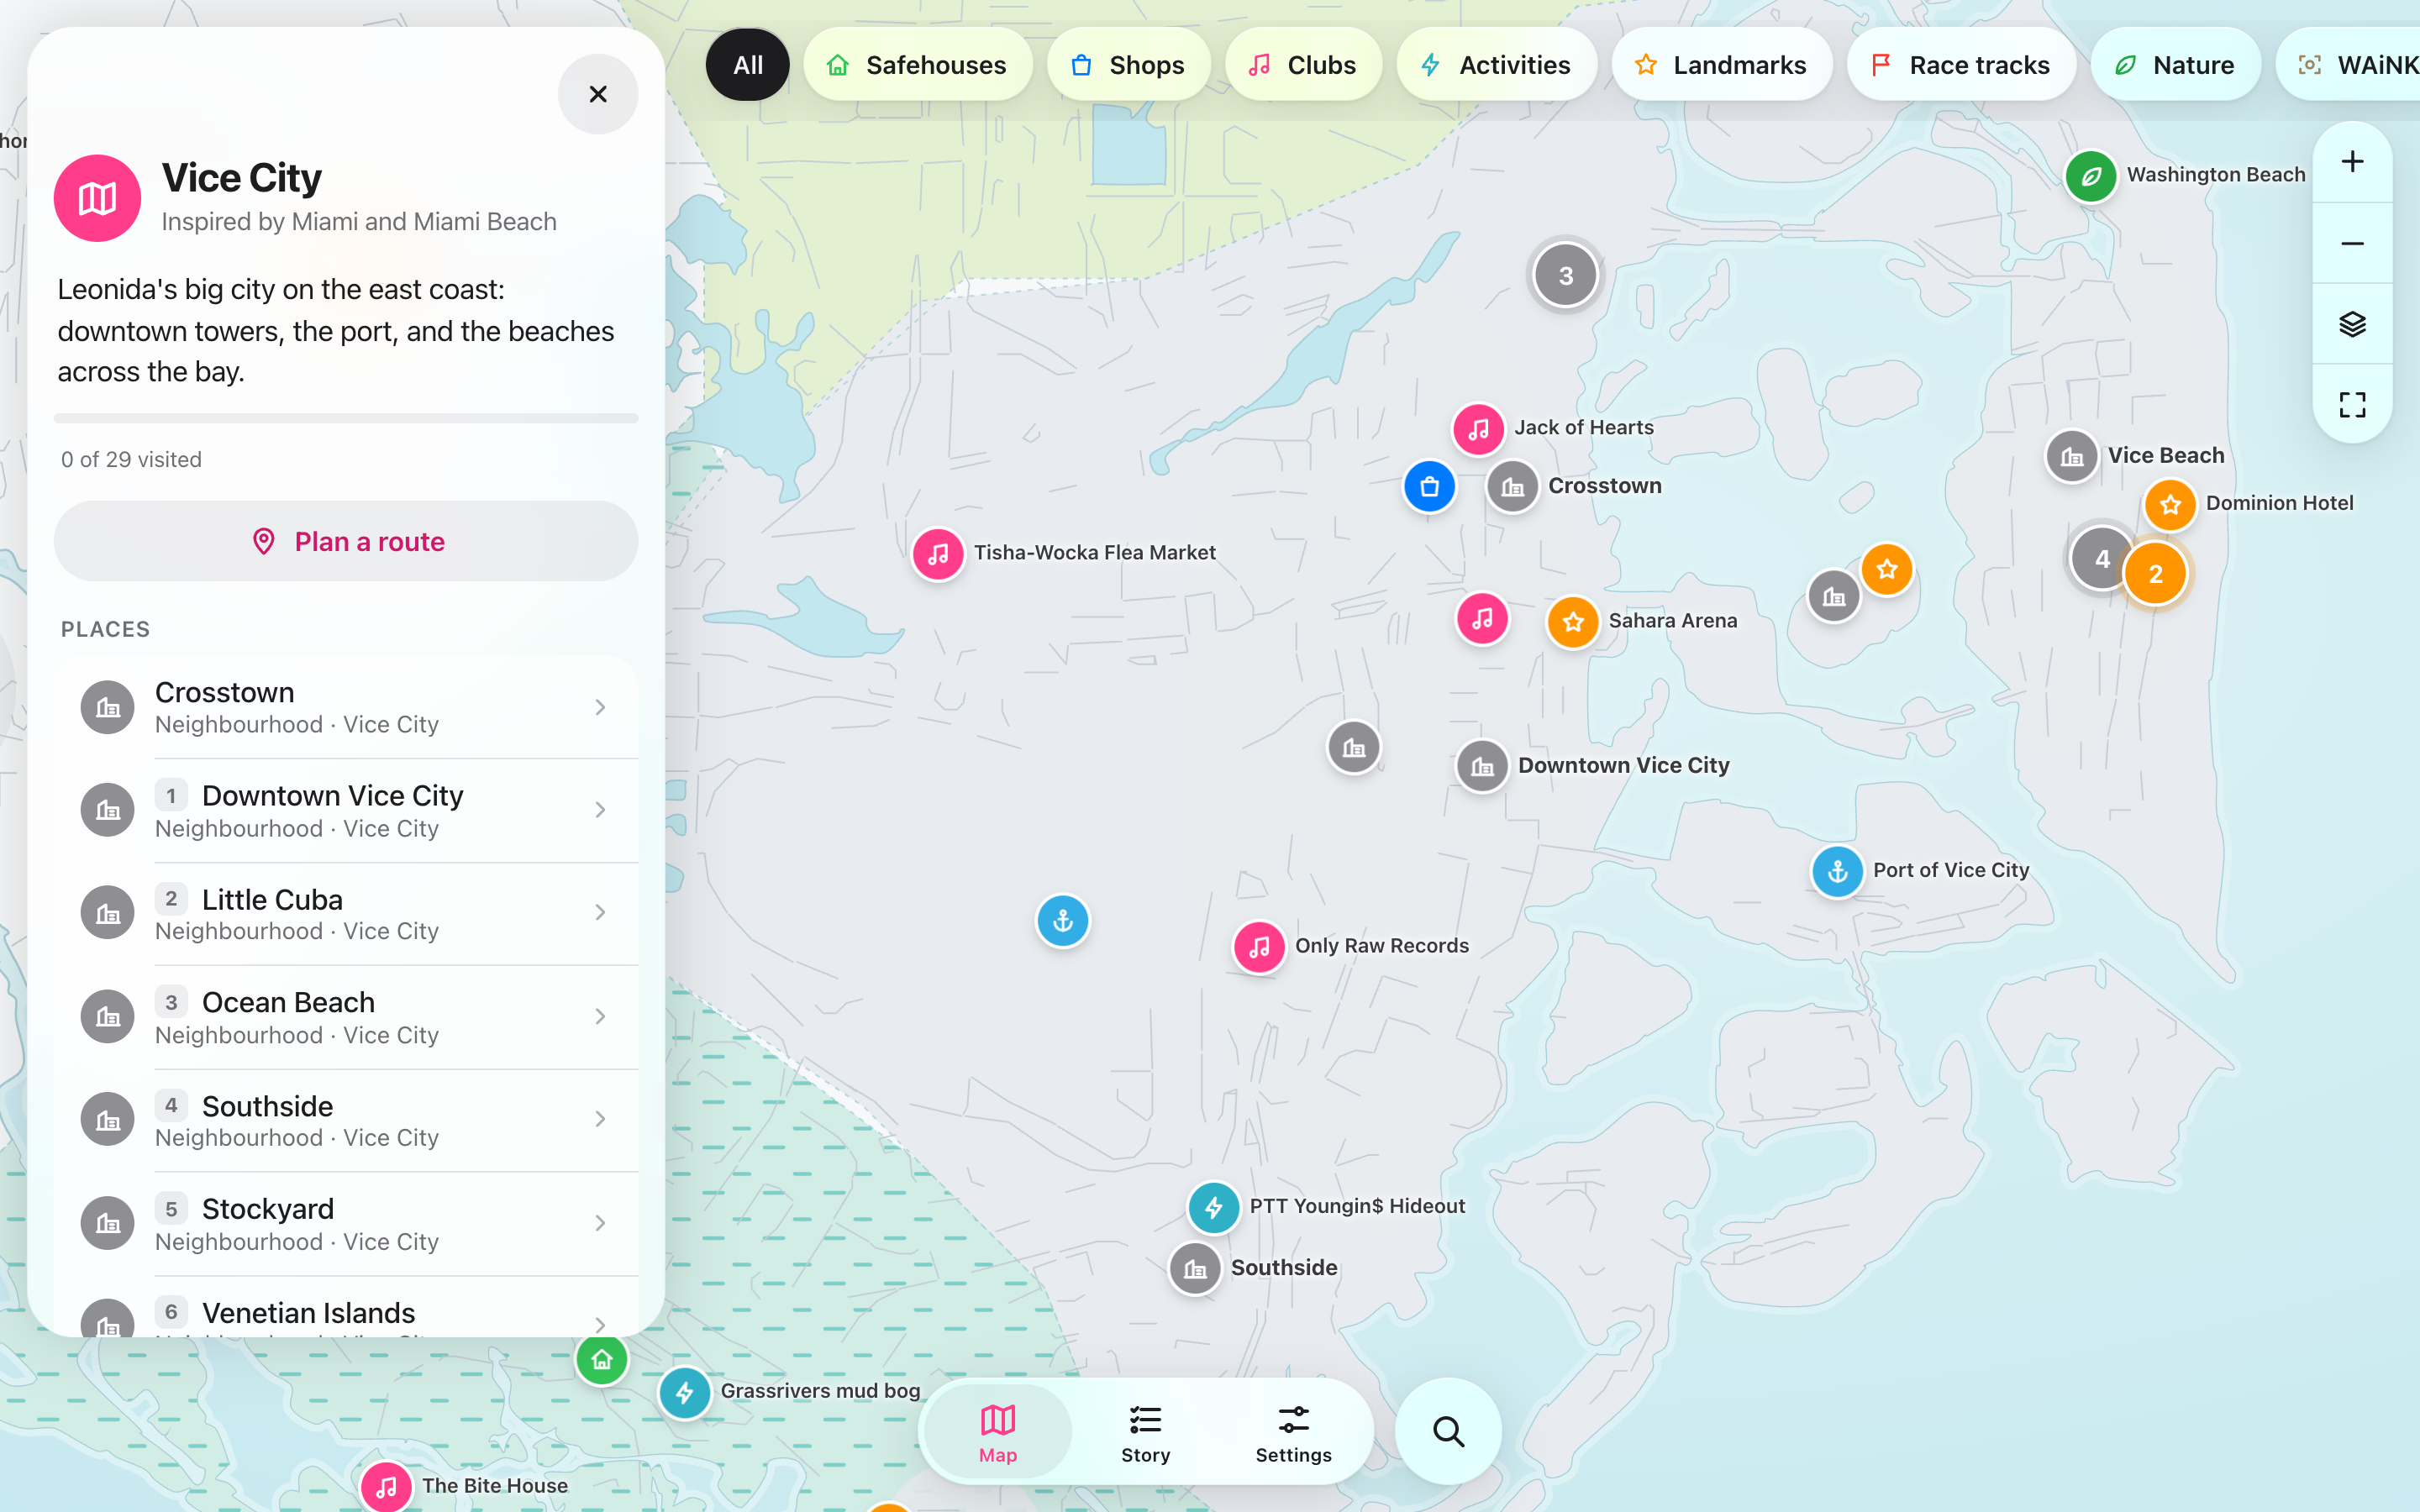 All
Safehouses
Shops
Clubs
Activities
Landmarks
Race tracks
Nature
WAiNK
Vice City
Inspired by Miami and Miami Beach
Leonida's big city on the east coast:
downtown towers, the port, and the beaches
across the bay.
0 of 29 visited
Plan a route
PLACES
Crosstown
Neighbourhood · Vice City
1 Downtown Vice City
Neighbourhood · Vice City
2 Little Cuba
Neighbourhood · Vice City
3 Ocean Beach
Neighbourhood · Vice City
4 Southside
Neighbourhood · Vice City
5 Stockyard
Neighbourhood · Vice City
6 Venetian Islands
Washington Beach
3
Jack of Hearts
Crosstown
Vice Beach
Dominion Hotel
4
2
Tisha-Wocka Flea Market
Sahara Arena
Downtown Vice City
Port of Vice City
Only Raw Records
PTT Youngin$ Hideout
Southside
Grassrivers mud bog
The Bite House
Map
Story
Settings